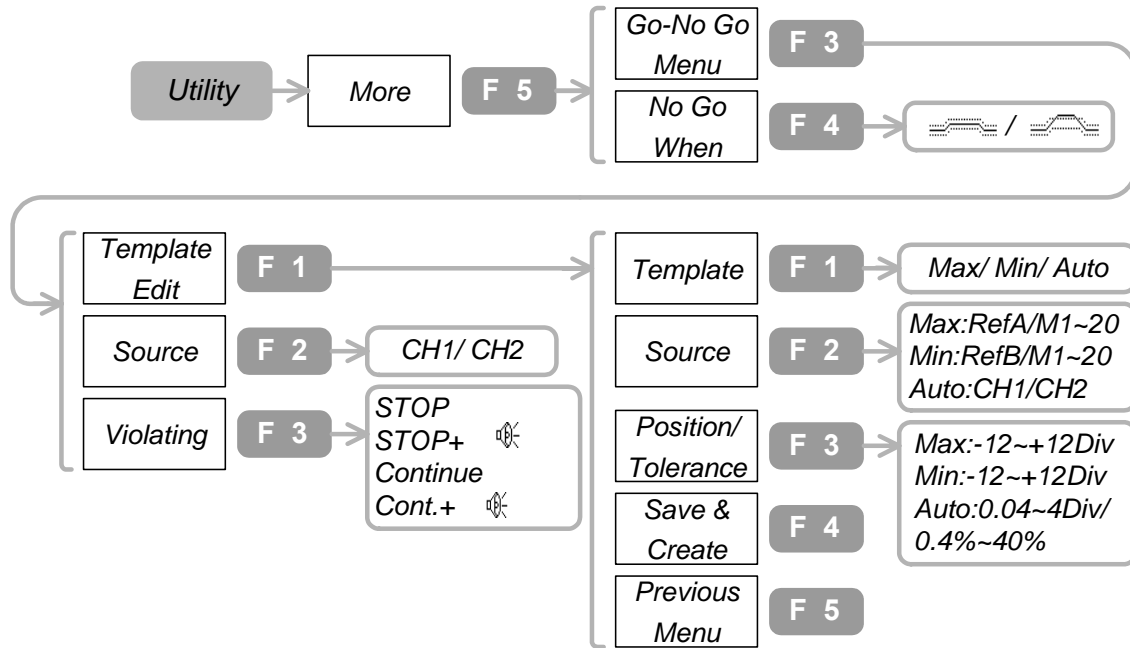 Utility
More
F 5
Go-No Go
Menu
F 3
No Go
When
F 4
/
Template
Edit
F 1
Source
F 2
CH1/ CH2
Violating
F 3
STOP
STOP+
Continue
Cont.+
Template
F 1
Max/ Min/ Auto
Source
F 2
Max:RefA/M1~20
Min:RefB/M1~20
Auto:CH1/CH2
Position/
Tolerance
F 3
Max:-12~+12Div
Min:-12~+12Div
Auto:0.04~4Div/
0.4%~40%
Save &
Create
F 4
Previous
Menu
F 5